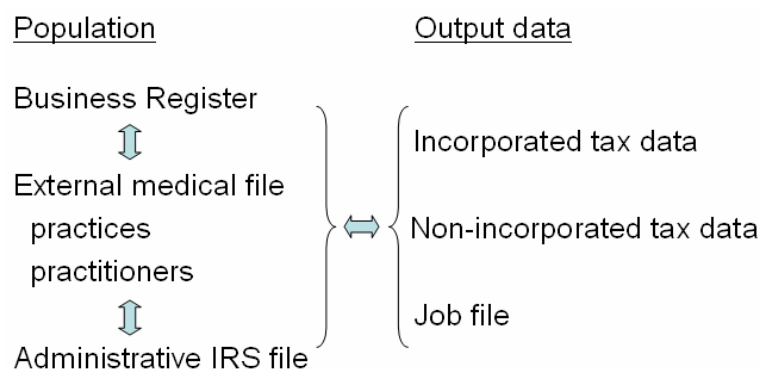 Population
Business Register
External medical file
practices
practitioners
Administrative IRS file
Output data
Incorporated tax data
Non-incorporated tax data
Job file